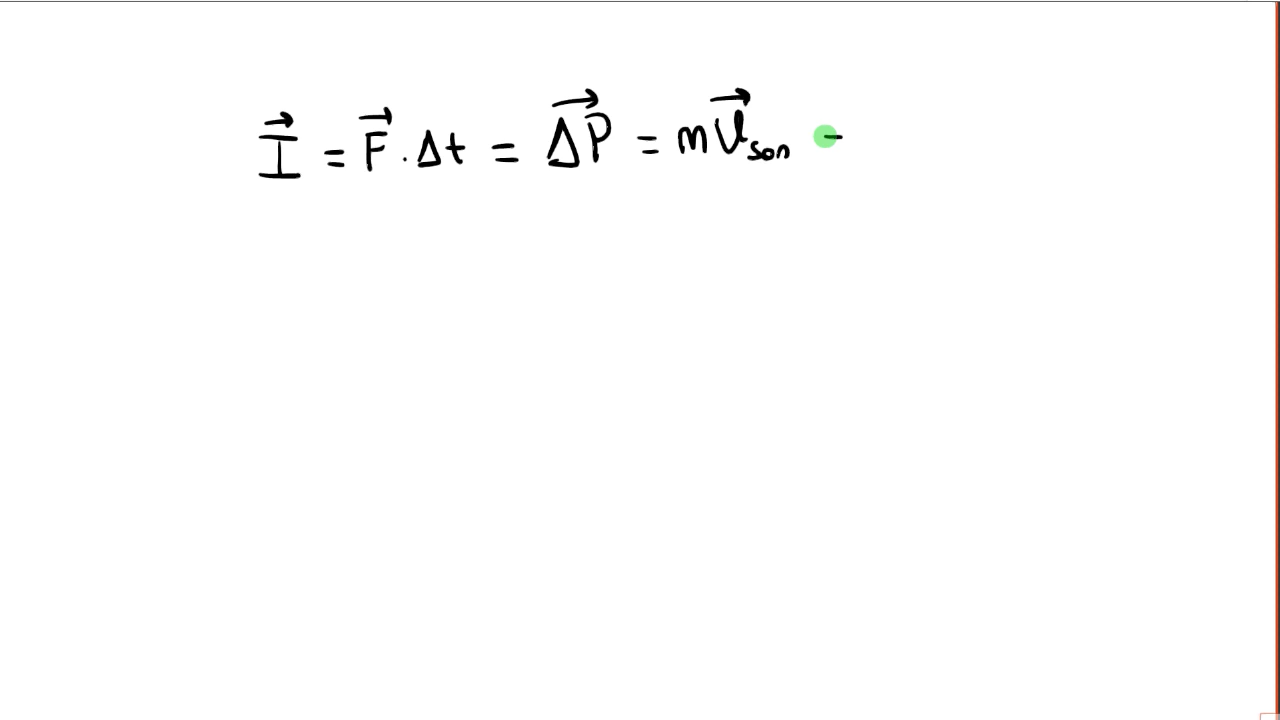 I⃗ = F⃗ . Δt = ΔP⃗ = mV⃗son -